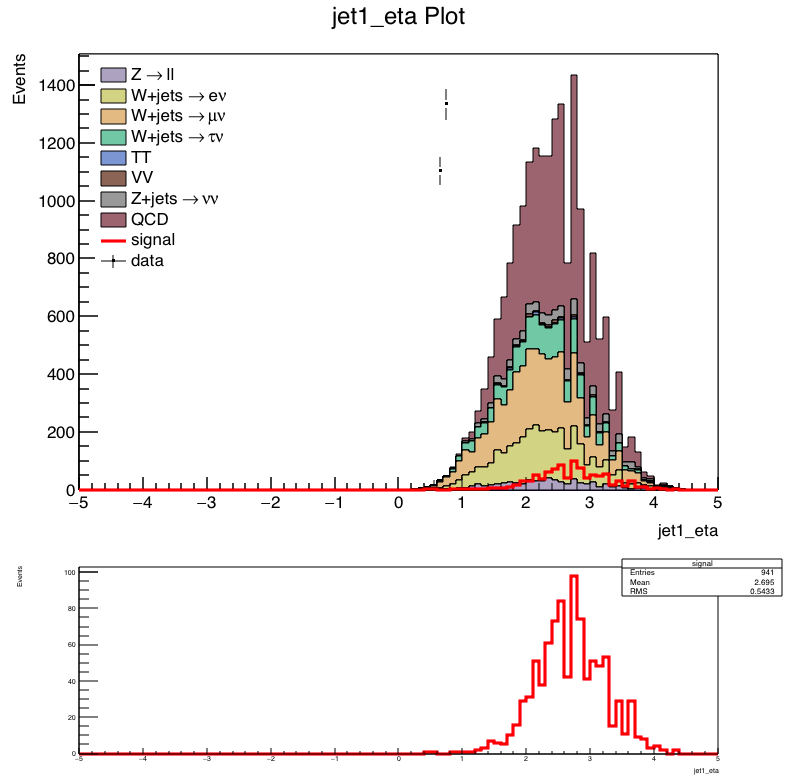 jet1_eta Plot
Events
1400
1200
1000
800
600
400
200
0
Z → ll
W+jets → eν
W+jets → μν
W+jets → τν
TT
VV
Z+jets → νν
QCD
signal
data
−5 −4 −3 −2 −1 0 1 2 3 4 5
jet1_eta
Events
100
80
60
40
20
0
signal
Entries 941
Mean 2.695
RMS 0.5433
−5 −4 −3 −2 −1 0 1 2 3 4 5
jet1_eta